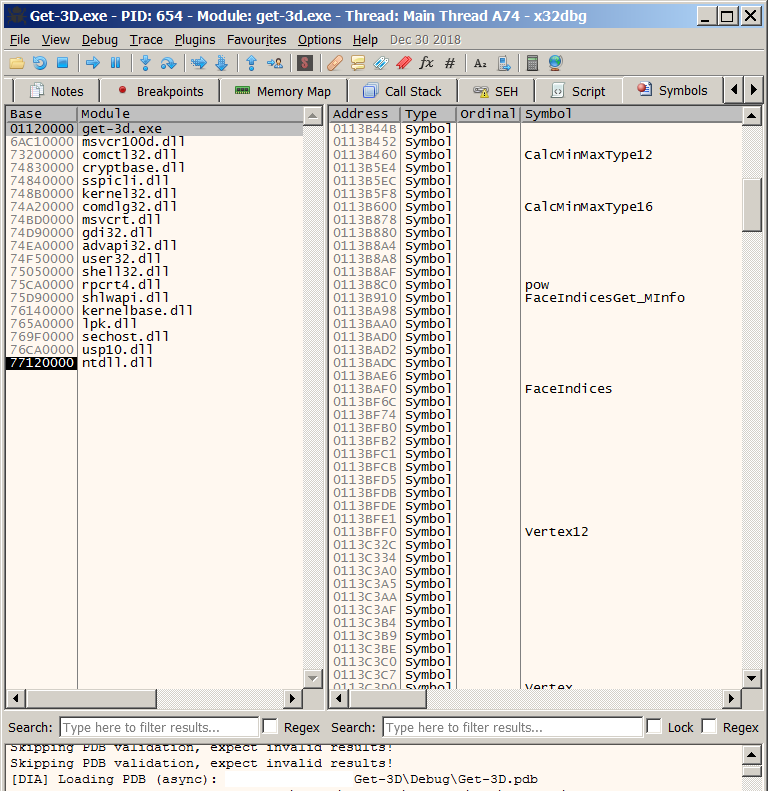 Get-3D.exe - PID: 654 - Module: get-3d.exe - Thread: Main Thread A74 - x32dbg
File View Debug Trace Plugins Favourites Options Help Dec 30 2018
Notes Breakpoints Memory Map Call Stack SEH Script Symbols
Base Module
01120000 get-3d.exe
6AC10000 msvcr100d.dll
73200000 comctl32.dll
74830000 cryptbase.dll
74840000 sspicli.dll
748B0000 kernel32.dll
74A20000 comdlg32.dll
74BD0000 msvcrt.dll
74D90000 gdi32.dll
74EA0000 advapi32.dll
74F50000 user32.dll
75050000 shell32.dll
75CA0000 rpcrt4.dll
75D90000 shlwapi.dll
76140000 kernelbase.dll
765A0000 lpk.dll
769F0000 sechost.dll
76CA0000 usp10.dll
77120000 ntdll.dll
Address Type Ordinal Symbol
0113B44B Symbol
0113B452 Symbol
0113B460 Symbol CalcMinMaxType12
0113B5E4 Symbol
0113B5EC Symbol
0113B5F8 Symbol
0113B600 Symbol CalcMinMaxType16
0113B878 Symbol
0113B880 Symbol
0113B8A4 Symbol
0113B8A8 Symbol
0113B8AF Symbol
0113B8C0 Symbol pow
0113B910 Symbol FaceIndicesGet_MInfo
0113BA98 Symbol
0113BAA0 Symbol
0113BAD0 Symbol
0113BAD2 Symbol
0113BADC Symbol
0113BAE6 Symbol
0113BAF0 Symbol FaceIndices
0113BF6C Symbol
0113BF74 Symbol
0113BFB0 Symbol
0113BFB2 Symbol
0113BFC1 Symbol
0113BFCB Symbol
0113BFD5 Symbol
0113BFDB Symbol
0113BFDE Symbol
0113BFE1 Symbol
0113BFF0 Symbol Vertex12
0113C32C Symbol
0113C334 Symbol
0113C3A0 Symbol
0113C3A5 Symbol
0113C3AA Symbol
0113C3AF Symbol
0113C3B4 Symbol
0113C3B9 Symbol
0113C3BE Symbol
0113C3C0 Symbol
0113C3C7 Symbol
0113C3D0 Symbol Vertex
Search: Type here to filter results... Regex Search: Type here to filter results... Lock Regex
Skipping PDB validation, expect invalid results!
Skipping PDB validation, expect invalid results!
[DIA] Loading PDB (async): Get-3D\Debug\Get-3D.pdb